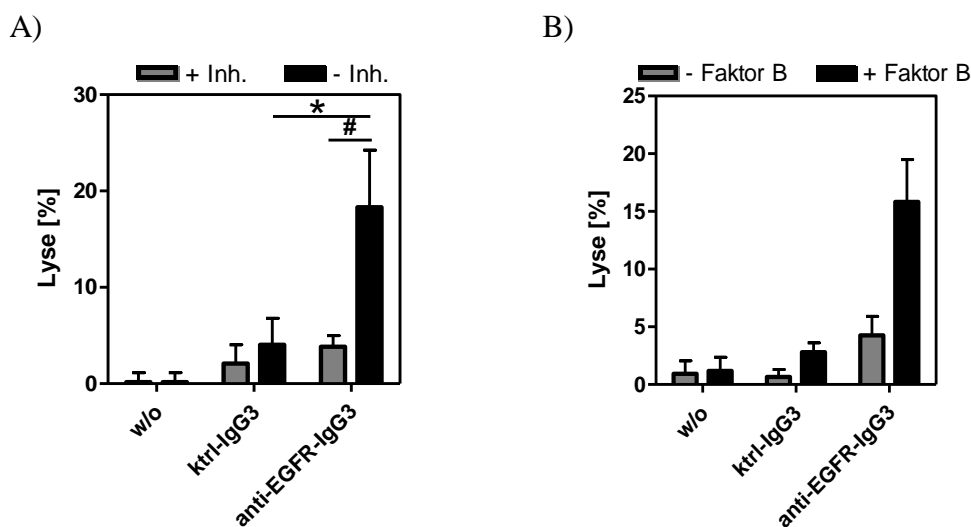 A)
+ Inh. - Inh.
30
20
10
0
Lyse [%]
*
#
w/o
ktrl-IgG3
anti-EGFR-IgG3
B)
- Faktor B + Faktor B
25
20
15
10
5
0
Lyse [%]
w/o
ktrl-IgG3
anti-EGFR-IgG3